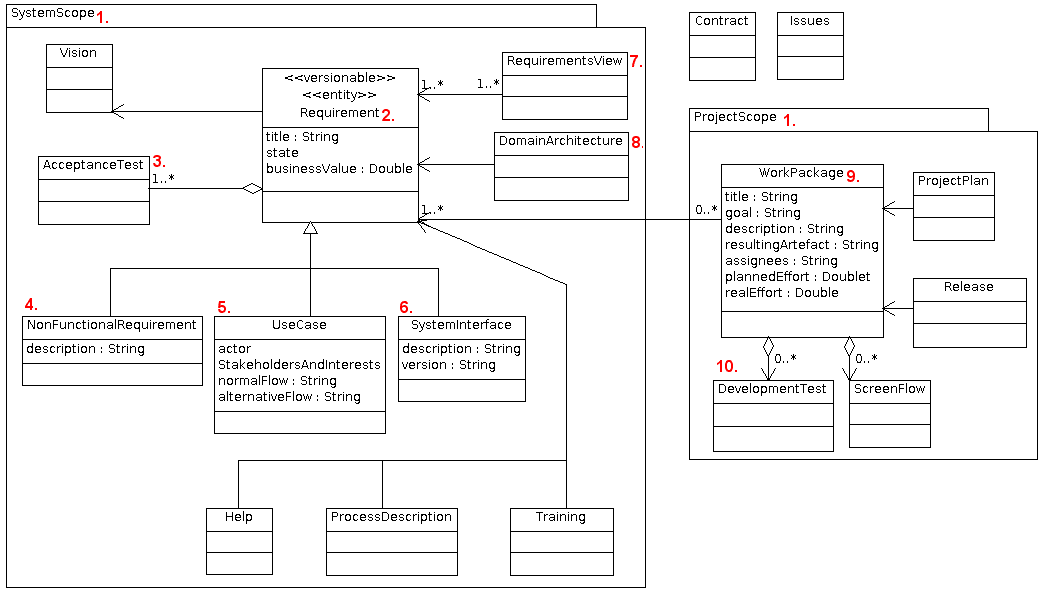 SystemScope 1.
Vision
<<versionable>>
<<entity>>
Requirement 2.
title : String
state
businessValue : Double
1..*
1..*
RequirementsView 7.
DomainArchitecture 8.
AcceptanceTest 3.
1..*
1..*
4.
NonFunctionalRequirement
description : String
5.
UseCase
actor
StakeholdersAndInterests
normalFlow : String
alternativeFlow : String
6.
SystemInterface
description : String
version : String
Help
ProcessDescription
Training
Contract
Issues
ProjectScope 1.
0..*
WorkPackage 9.
title : String
goal : String
description : String
resultingArtefact : String
assignees : String
plannedEffort : Doublet
realEffort : Double
ProjectPlan
Release
0..*
0..*
10.
DevelopmentTest
ScreenFlow